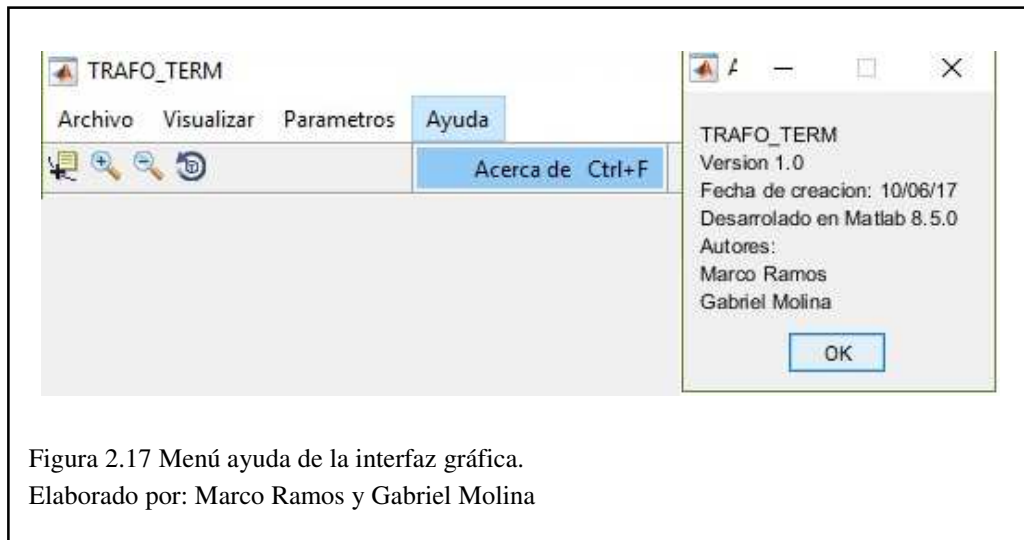 TRAFO_TERM
Archivo Visualizar Parametros Ayuda
Acerca de Ctrl+F
A
TRAFO_TERM
Version 1.0
Fecha de creacion: 10/06/17
Desarrolado en Matlab 8.5.0
Autores:
Marco Ramos
Gabriel Molina
OK
Figura 2.17 Menú ayuda de la interfaz gráfica.
Elaborado por: Marco Ramos y Gabriel Molina